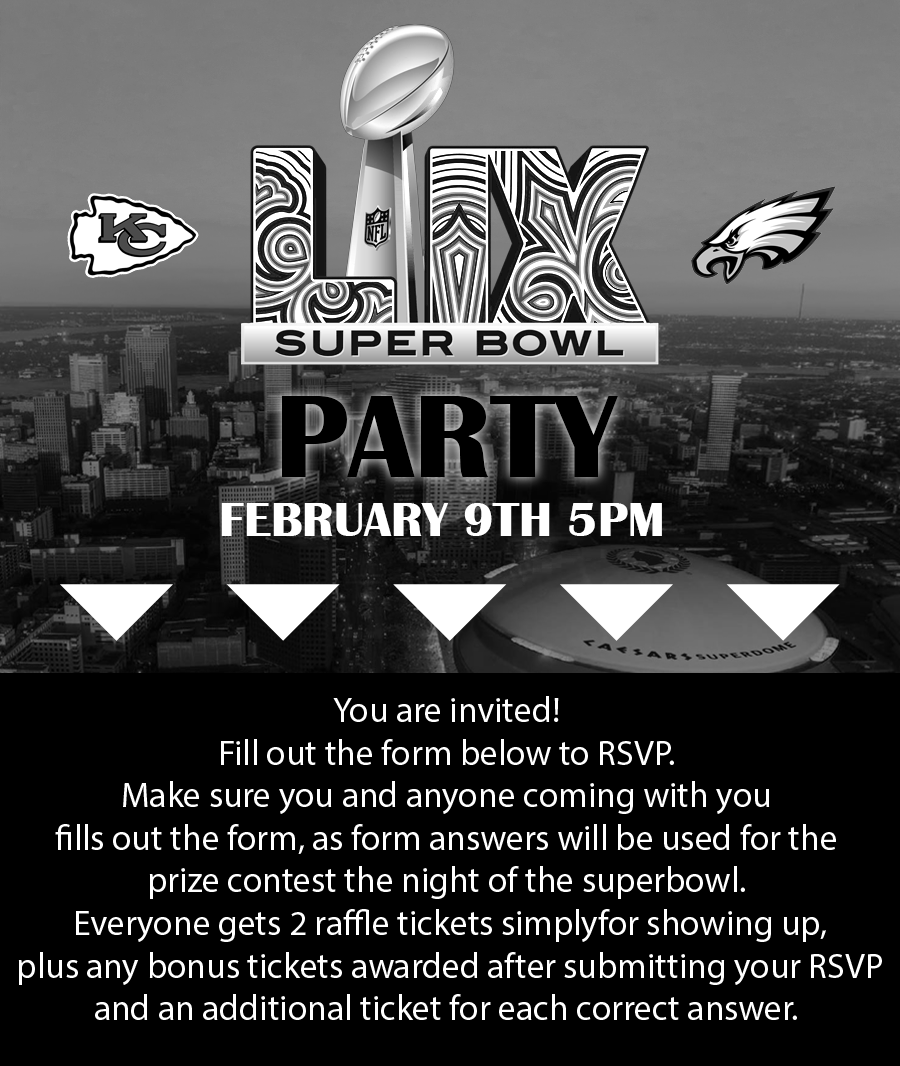 LIX
NFL
KC
SUPER BOWL
PARTY
FEBRUARY 9TH 5PM
CAESARS SUPERDOME
You are invited!
Fill out the form below to RSVP.
Make sure you and anyone coming with you
fills out the form, as form answers will be used for the
prize contest the night of the superbowl.
Everyone gets 2 raffle tickets simplyfor showing up,
plus any bonus tickets awarded after submitting your RSVP
and an additional ticket for each correct answer.